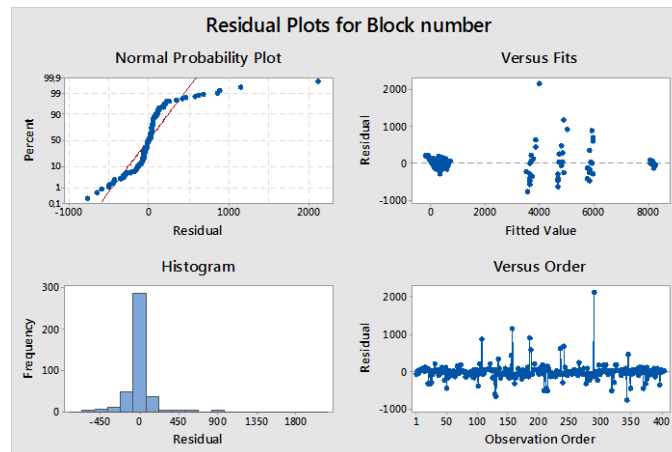 Residual Plots for Block number
Normal Probability Plot
99.9
99
90
50
10
1
0.1
Percent
-1000 0 1000 2000
Residual
Versus Fits
2000
1000
0
-1000
Residual
0 2000 4000 6000 8000
Fitted Value
Histogram
300
200
100
0
Frequency
-450 0 450 900 1350 1800
Residual
Versus Order
2000
1000
0
-1000
Residual
1 50 100 150 200 250 300 350 400
Observation Order